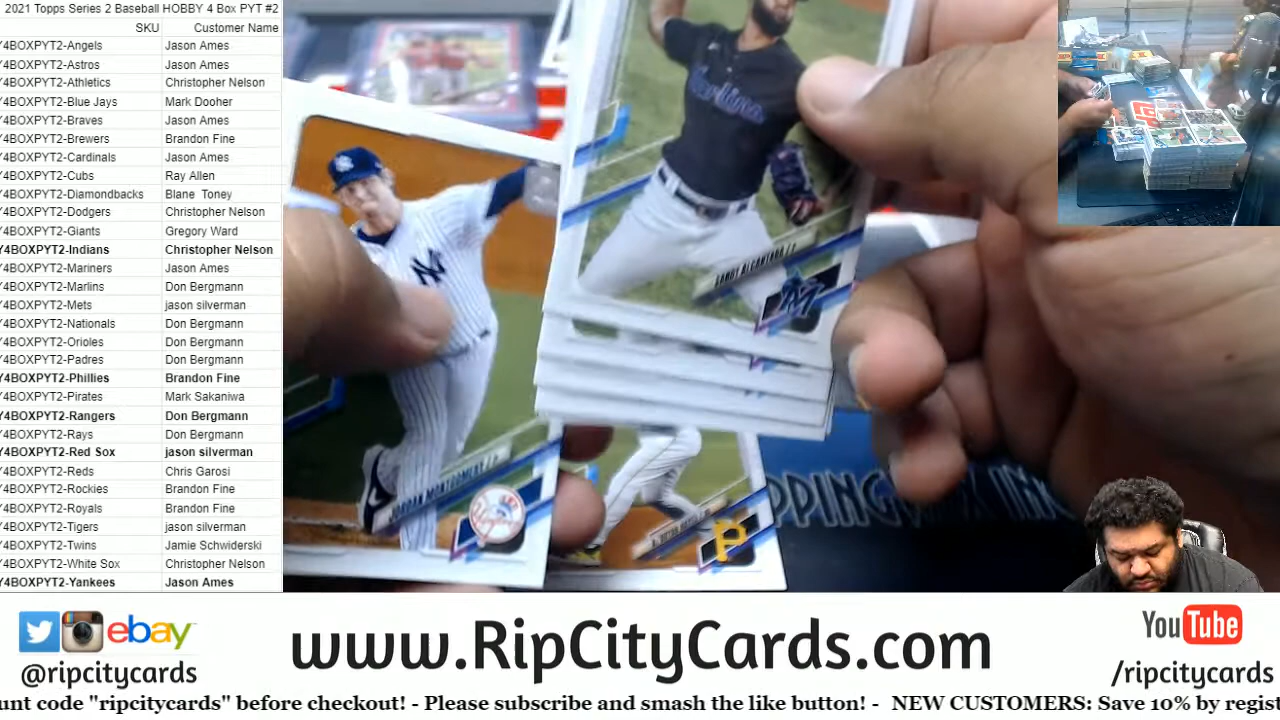 2021 Topps Series 2 Baseball HOBBY 4 Box PYT #2
SKU Customer Name
Y4BOXPYT2-Angels Jason Ames
Y4BOXPYT2-Astros Jason Ames
Y4BOXPYT2-Athletics Christopher Nelson
Y4BOXPYT2-Blue Jays Mark Dooher
Y4BOXPYT2-Braves Jason Ames
Y4BOXPYT2-Brewers Brandon Fine
Y4BOXPYT2-Cardinals Jason Ames
Y4BOXPYT2-Cubs Ray Allen
Y4BOXPYT2-Diamondbacks Blane Toney
Y4BOXPYT2-Dodgers Christopher Nelson
Y4BOXPYT2-Giants Gregory Ward
Y4BOXPYT2-Indians Christopher Nelson
Y4BOXPYT2-Mariners Jason Ames
Y4BOXPYT2-Marlins Don Bergmann
Y4BOXPYT2-Mets jason silverman
Y4BOXPYT2-Nationals Don Bergmann
Y4BOXPYT2-Orioles Don Bergmann
Y4BOXPYT2-Padres Don Bergmann
Y4BOXPYT2-Phillies Brandon Fine
Y4BOXPYT2-Pirates Mark Sakaniwa
Y4BOXPYT2-Rangers Don Bergmann
Y4BOXPYT2-Rays Don Bergmann
Y4BOXPYT2-Red Sox jason silverman
Y4BOXPYT2-Reds Chris Garosi
Y4BOXPYT2-Rockies Brandon Fine
Y4BOXPYT2-Royals Brandon Fine
Y4BOXPYT2-Tigers jason silverman
Y4BOXPYT2-Twins Jamie Schwiderski
Y4BOXPYT2-White Sox Christopher Nelson
Y4BOXPYT2-Yankees Jason Ames
Marlins
SANDY ALCANTARA / P
JORDAN MONTGOMERY / P
NY
Yankees
P
ebay
@ripcitycards
www.RipCityCards.com
YouTube
/ripcitycards
unt code "ripcitycards" before checkout! - Please subscribe and smash the like button! - NEW CUSTOMERS: Save 10% by regist